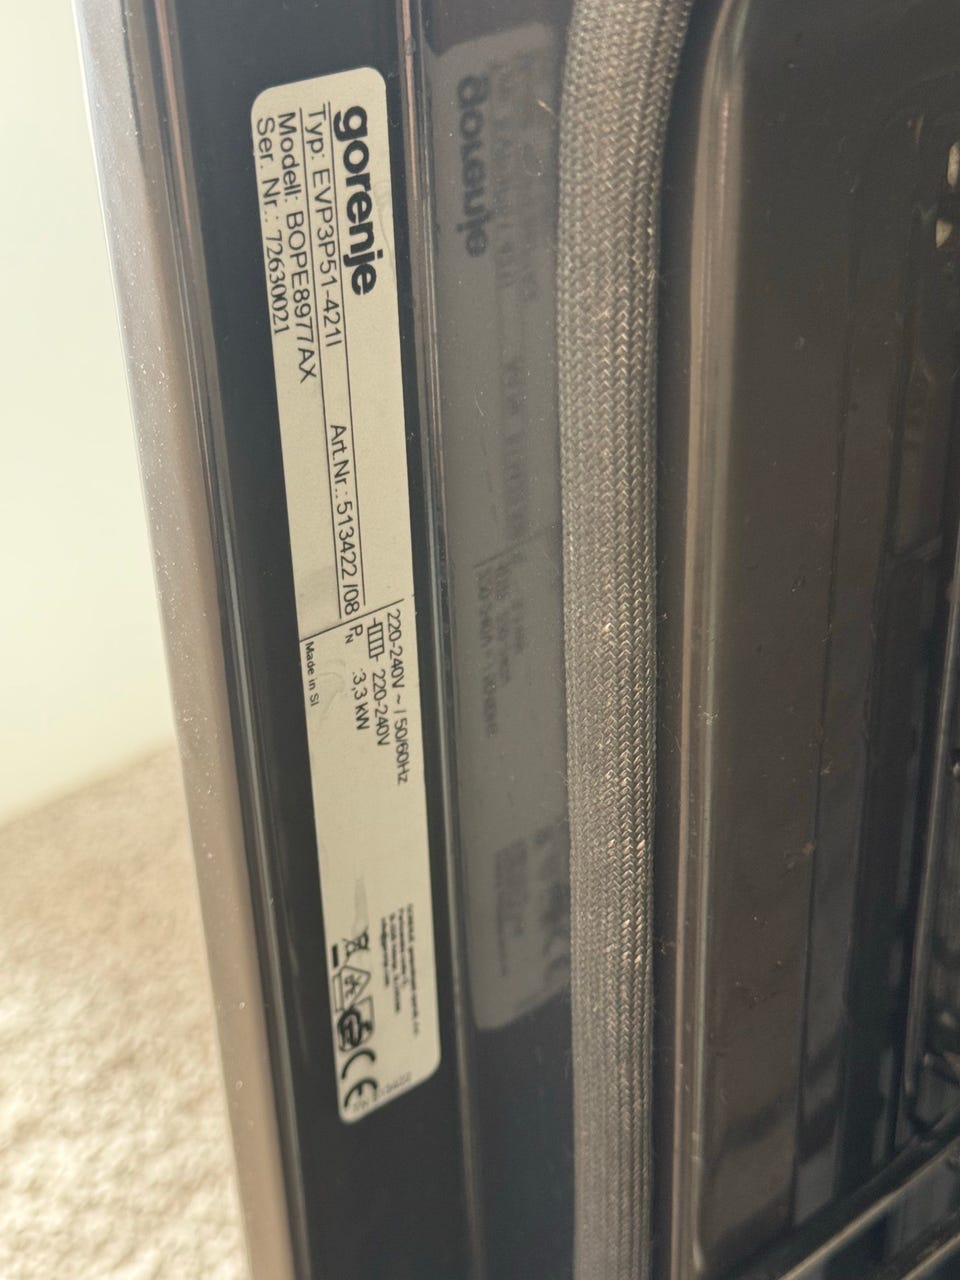 gorenje
Typ: EVP3P51-421I
Art.Nr.: 513422 /08
Modell: BOPE8977AX
Ser. Nr.: 72630021
220-240V ~ / 50/60Hz
220-240V
PN :3,3 kW
Made in SI
CE